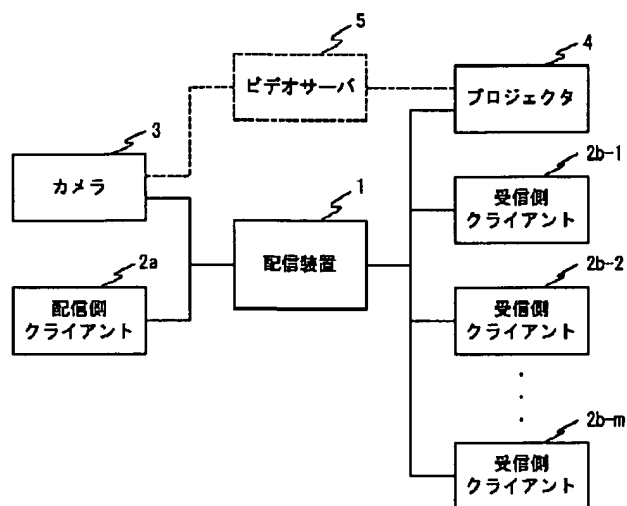 5
ビデオサーバ
4
プロジェクタ
3
カメラ
2b-1
受信側
クライアント
1
配信装置
2a
配信側
クライアント
2b-2
受信側
クライアント
2b-m
受信側
クライアント